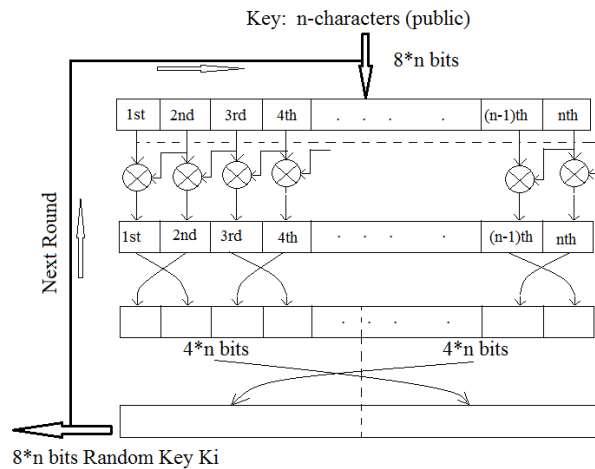 Key: n-characters (public)
8*n bits
1st 2nd 3rd 4th . . . (n-1)th nth
Next Round
1st 2nd 3rd 4th . . . . (n-1)th nth
. . . .
4*n bits 4*n bits
8*n bits Random Key Ki